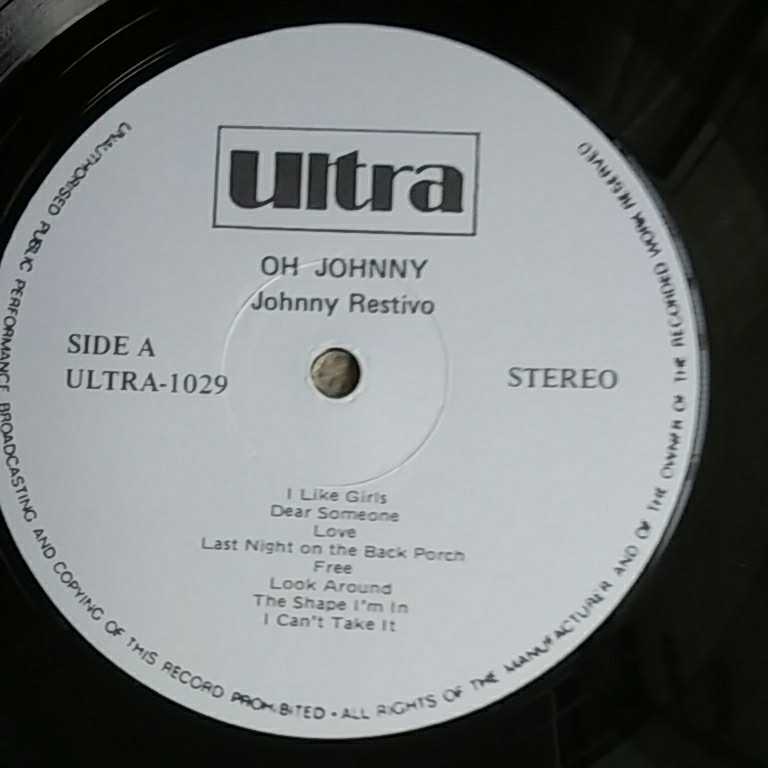 ultra
OH JOHNNY
Johnny Restivo
SIDE A
ULTRA-1029
STEREO
I Like Girls
Dear Someone
Love
Last Night on the Back Porch
Free
Look Around
The Shape I'm In
I Can't Take It
UNAUTHORISED PUBLIC PERFORMANCE BROADCASTING AND COPYING OF THIS RECORD PROHIBITED • ALL RIGHTS OF THE MANUFACTURER AND OF THE OWNER OF THE RECORDED WORK RESERVED